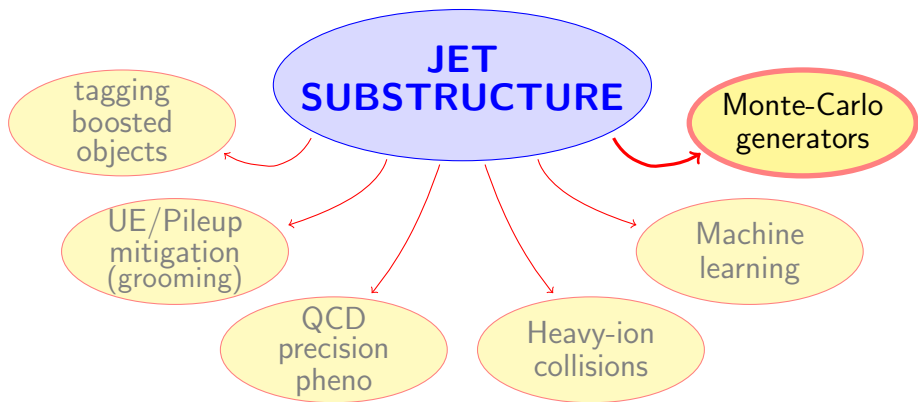 JET
SUBSTRUCTURE
tagging
boosted
objects
Monte-Carlo
generators
UE/Pileup
mitigation
(grooming)
Machine
learning
QCD
precision
pheno
Heavy-ion
collisions